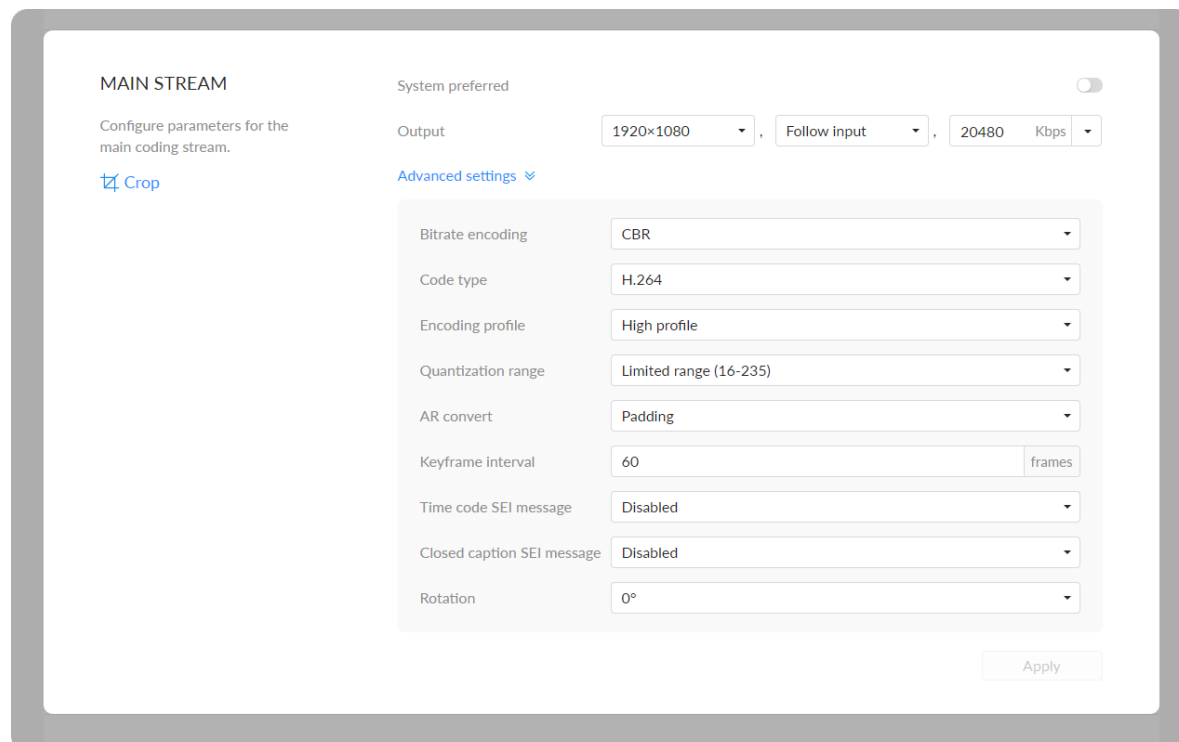 MAIN STREAM
Configure parameters for the
main coding stream.
Crop
System preferred
Output 1920×1080 , Follow input , 20480 Kbps
Advanced settings
Bitrate encoding CBR
Code type H.264
Encoding profile High profile
Quantization range Limited range (16-235)
AR convert Padding
Keyframe interval 60 frames
Time code SEI message Disabled
Closed caption SEI message Disabled
Rotation 0°
Apply